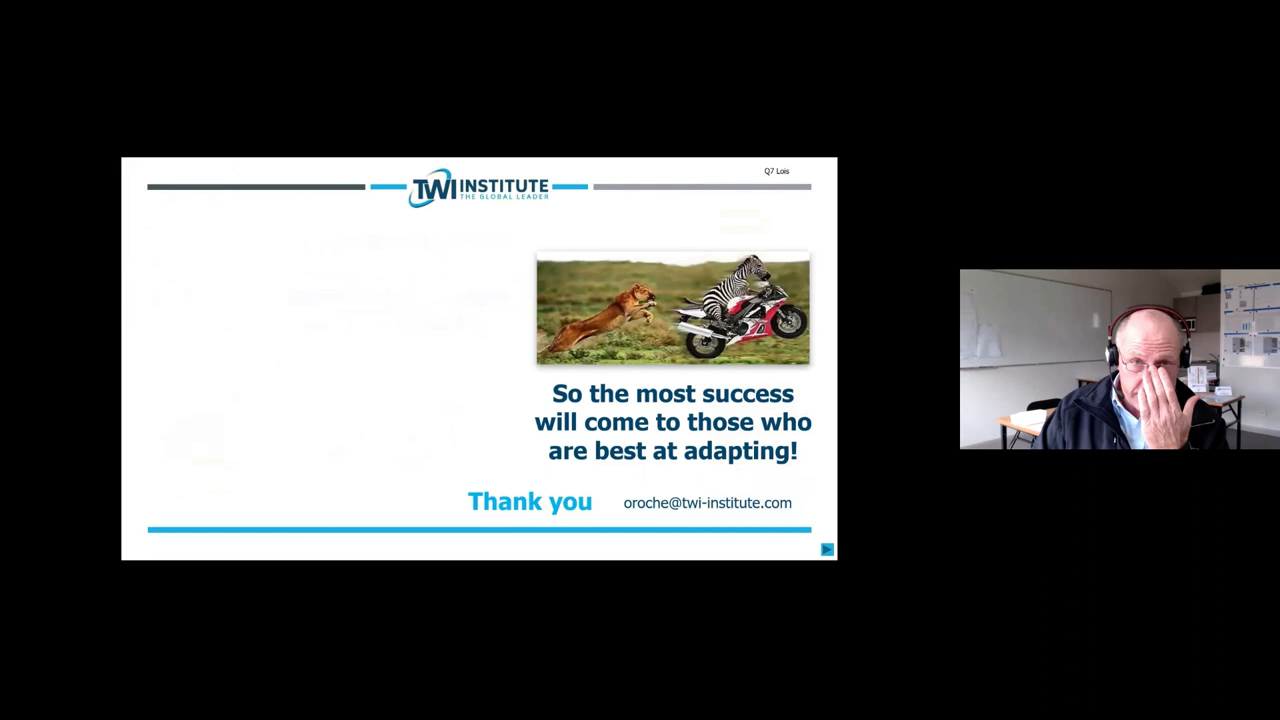 Q7 Lois
TWI INSTITUTE
THE GLOBAL LEADER
So the most success
will come to those who
are best at adapting!
Thank you
oroche@twi-institute.com